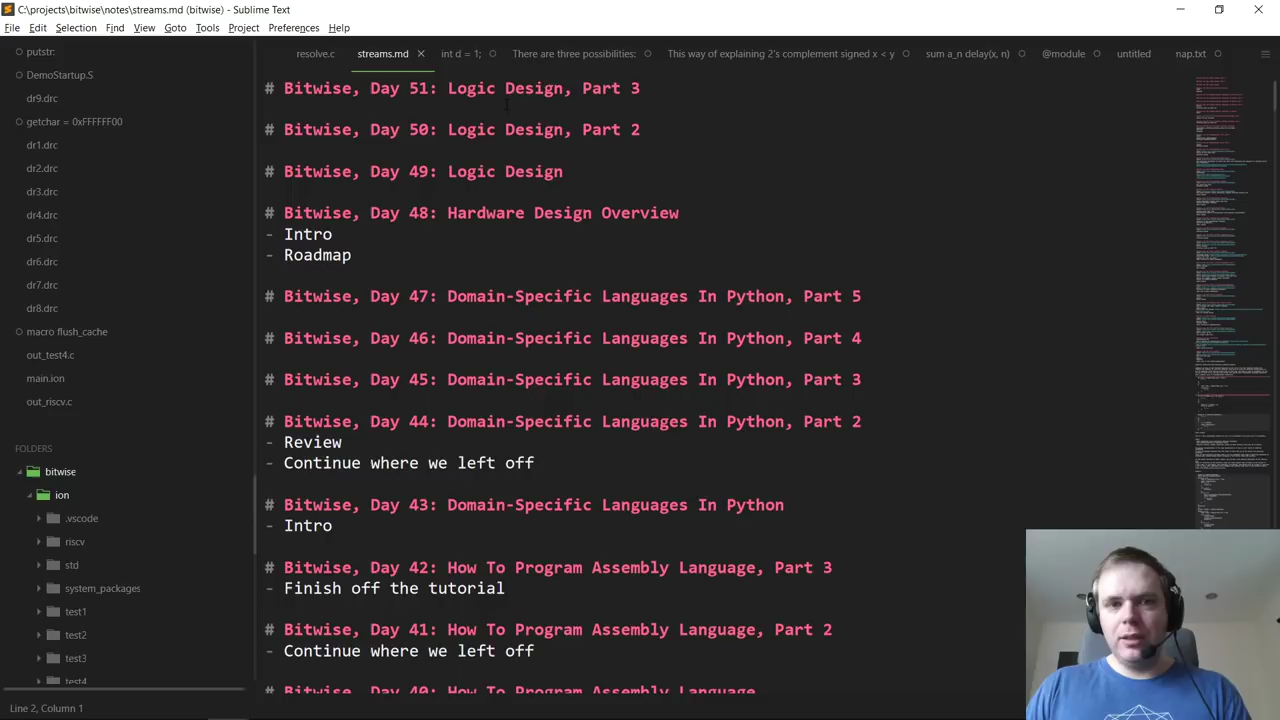 C:\projects\bitwise\notes\streams.md (bitwise) - Sublime Text
File Edit Selection Find View Goto Tools Project Preferences Help
putstr:
DemoStartup.S
dr9.drc
getchar = 0xFFFFFF00
dr1.drc
dr2.drc
dr3.drc
dr4.drc
dr5.drc
dr6.drc
dr7.drc
dr8.drc
macro flush_cache
out_test4.c
main.ion
out_riscv.c
FOLDERS
bitwise
ion
.vscode
riscv
std
system_packages
test1
test2
test3
test4
resolve.c streams.md int d = 1; There are three possibilities: This way of explaining 2's complement signed x < y sum a_n delay(x, n) @module untitled nap.txt
# Bitwise, Day 51: Logic Design, Part 3
# Bitwise, Day 50: Logic Design, Part 2
# Bitwise, Day 49: Logic Design
# Bitwise, Day 48: Hardware Design Overview
- Intro
- Roadmap
# Bitwise, Day 47: Domain-Specific Languages In Python, Part 5
# Bitwise, Day 46: Domain-Specific Languages In Python, Part 4
# Bitwise, Day 45: Domain-Specific Languages In Python, Part 3
# Bitwise, Day 44: Domain-Specific Languages In Python, Part 2
- Review
- Continue where we left off
# Bitwise, Day 43: Domain-Specific Languages In Python
- Intro
# Bitwise, Day 42: How To Program Assembly Language, Part 3
- Finish off the tutorial
# Bitwise, Day 41: How To Program Assembly Language, Part 2
- Continue where we left off
# Bitwise, Day 40: How To Program Assembly Language
Line 2, Column 1